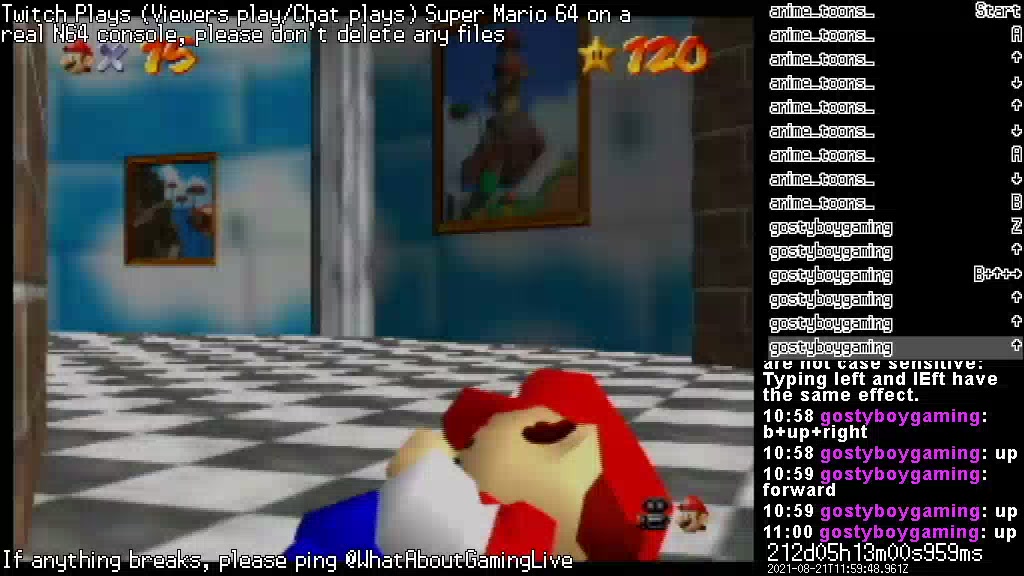 Twitch Plays (Viewers play/Chat plays) Super Mario 64 on a
real N64 console, please don't delete any files
120
anime_toons_ Start
anime_toons_ A
anime_toons_ ↑
anime_toons_ ↓
anime_toons_ ↑
anime_toons_ ↓
anime_toons_ A
anime_toons_ ↓
anime_toons_ B
gostyboygaming Z
gostyboygaming ↑
gostyboygaming B+↑+→
gostyboygaming ↑
gostyboygaming ↑
gostyboygaming ↑
are not case sensitive:
Typing left and lEft have
the same effect.
10:58 gostyboygaming:
b+up+right
10:58 gostyboygaming: up
10:59 gostyboygaming:
forward
10:59 gostyboygaming: up
11:00 gostyboygaming: up
212d05h13m00s959ms
2021-08-21T11:59:48.961Z
If anything breaks, please ping @WhatAboutGamingLive